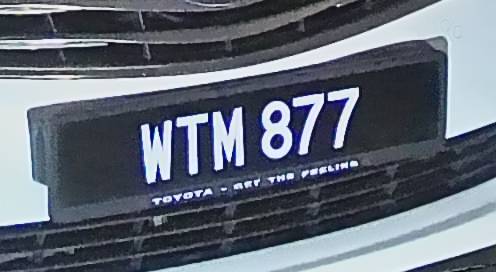 WTM 877
TOYOTA - GET THE FEELING